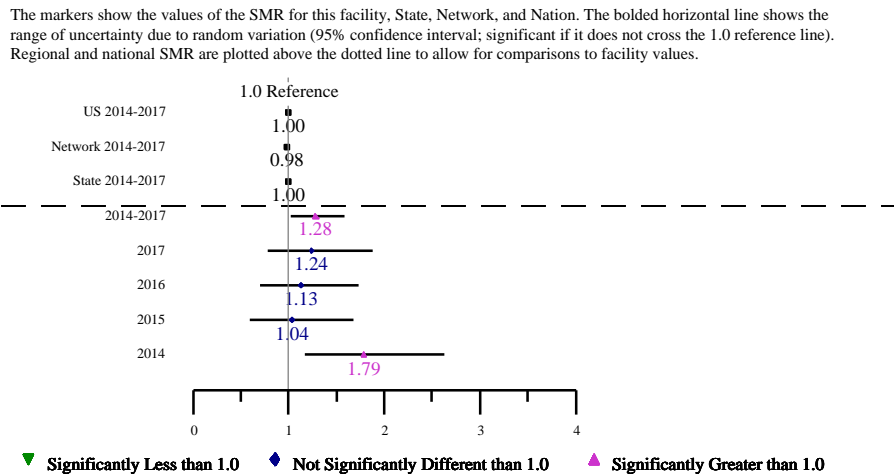 The markers show the values of the SMR for this facility, State, Network, and Nation. The bolded horizontal line shows the
range of uncertainty due to random variation (95% confidence interval; significant if it does not cross the 1.0 reference line).
Regional and national SMR are plotted above the dotted line to allow for comparisons to facility values.
1.0 Reference
US 2014-2017
1.00
Network 2014-2017
0.98
State 2014-2017
1.00
2014-2017
1.28
2017
1.24
2016
1.13
2015
1.04
2014
1.79
0 1 2 3 4
Significantly Less than 1.0 Not Significantly Different than 1.0 Significantly Greater than 1.0